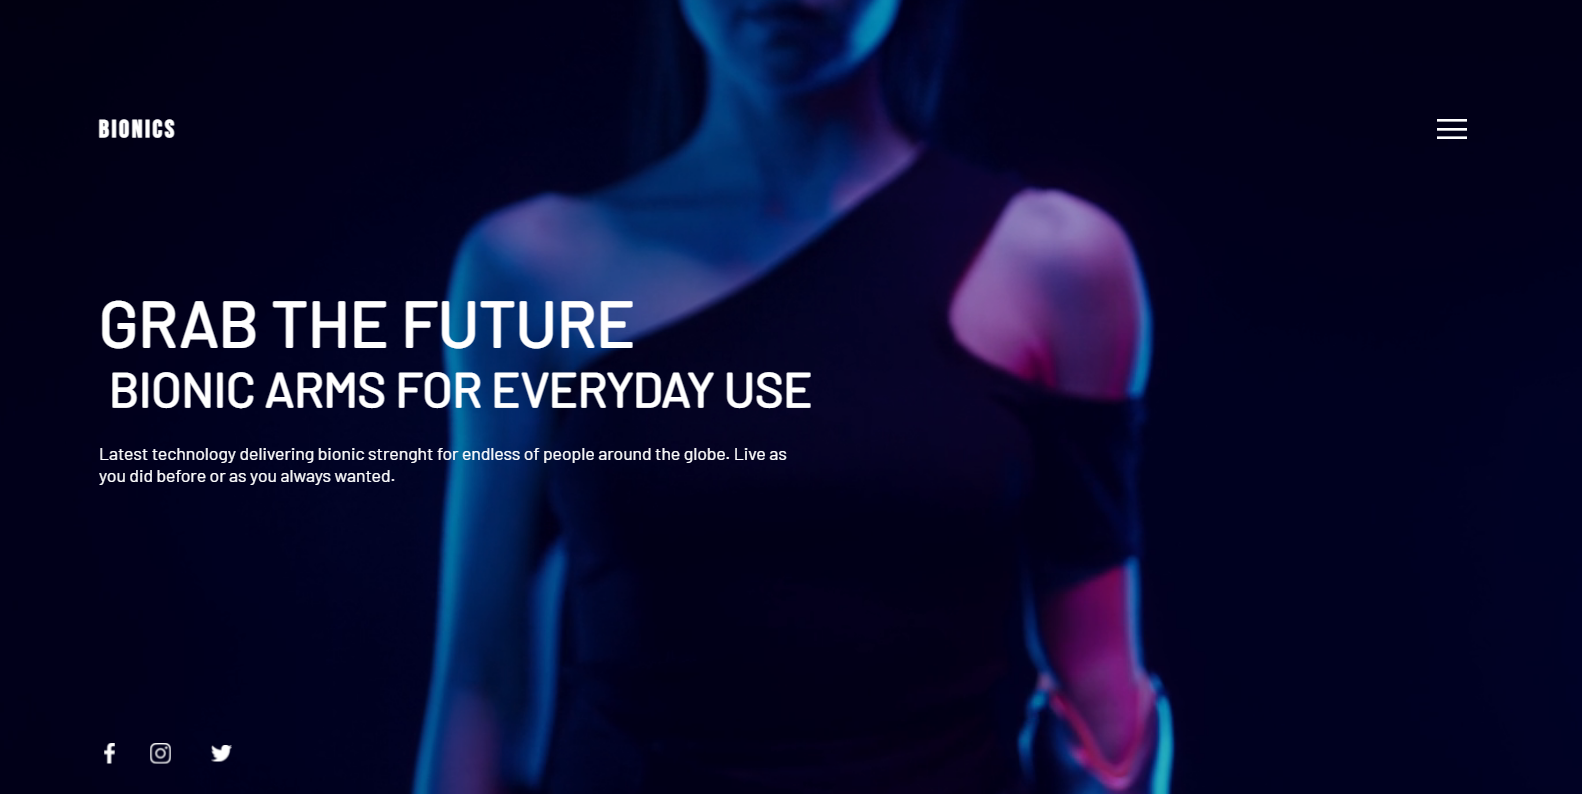 BIONICS
GRAB THE FUTURE
BIONIC ARMS FOR EVERYDAY USE
Latest technology delivering bionic strenght for endless of people around the globe. Live as
you did before or as you always wanted.